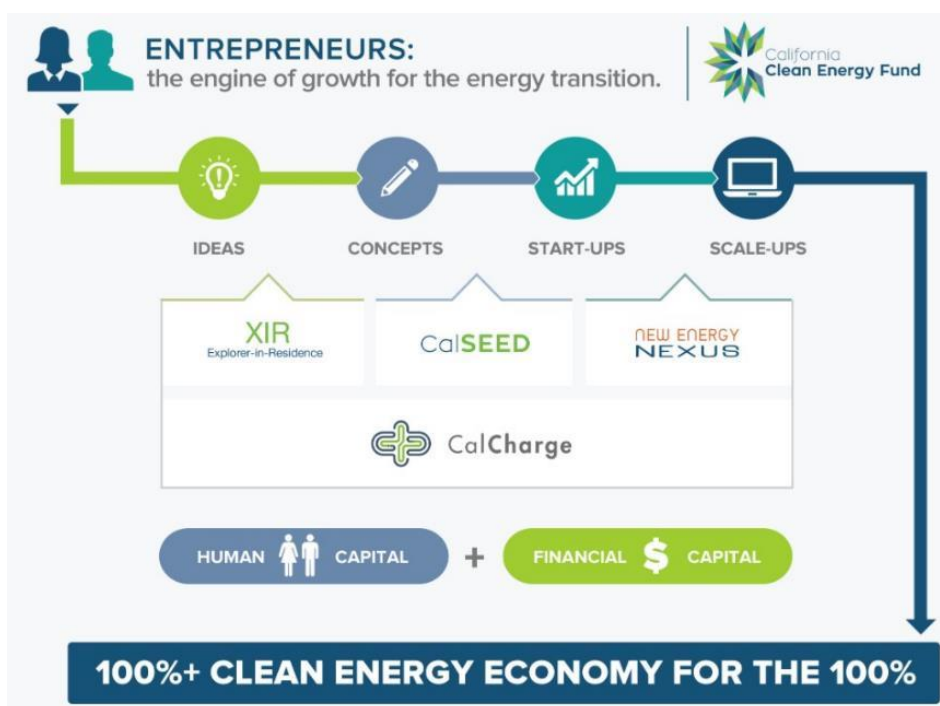 ENTREPRENEURS:
the engine of growth for the energy transition.
California
Clean Energy Fund
IDEAS
CONCEPTS
START-UPS
SCALE-UPS
XIR
Explorer-in-Residence
CalSEED
NEW ENERGY
NEXUS
CalCharge
HUMAN CAPITAL
+
FINANCIAL $ CAPITAL
100%+ CLEAN ENERGY ECONOMY FOR THE 100%